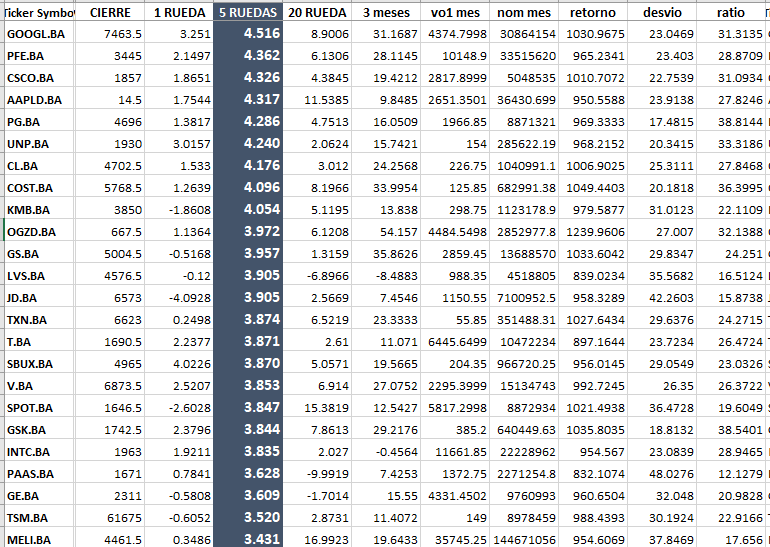 Ticker Symbo CIERRE 1 RUEDA 5 RUEDAS 20 RUEDA 3 meses vo1 mes nom mes retorno desvio ratio
GOOGL.BA 7463.5 3.251 4.516 8.9006 31.1687 4374.7998 30864154 1030.9675 23.0469 31.3135
PFE.BA 3445 2.1497 4.362 6.1306 28.1145 10148.9 33515620 965.2341 23.403 28.8709
CSCO.BA 1857 1.8651 4.326 4.3845 19.4212 2817.8999 5048535 1010.7072 22.7539 31.0934
AAPLD.BA 14.5 1.7544 4.317 11.5385 9.8485 2651.3501 36430.699 950.5588 23.9138 27.8246
PG.BA 4696 1.3817 4.286 4.7513 16.0509 1966.85 8871321 969.3333 17.4815 38.8144
UNP.BA 1930 3.0157 4.240 2.0624 15.7421 154 285622.19 968.2152 20.3415 33.3186
CL.BA 4702.5 1.533 4.176 3.012 24.2568 226.75 1040991.1 1006.9025 25.3111 27.8468
COST.BA 5768.5 1.2639 4.096 8.1966 33.9954 125.85 682991.38 1049.4403 20.1818 36.3995
KMB.BA 3850 -1.8608 4.054 5.1195 13.838 298.75 1123178.9 979.5877 31.0123 22.1109
OGZD.BA 667.5 1.1364 3.972 6.1208 54.157 4484.5498 2852977.8 1239.9606 27.007 32.1388
GS.BA 5004.5 -0.5168 3.957 1.3159 35.8626 2859.45 13688570 1033.6042 29.8347 24.251
LVS.BA 4576.5 -0.12 3.905 -6.8966 -8.4883 988.35 4518805 839.0234 35.5682 16.5124
JD.BA 6573 -4.0928 3.905 2.5669 7.4546 1150.55 7100952.5 958.3289 42.2603 15.8738
TXN.BA 6623 0.2498 3.874 6.5219 23.3333 55.85 351488.31 1027.6434 29.6376 24.2715
T.BA 1690.5 2.2377 3.871 2.61 11.071 6445.6499 10472234 897.1644 23.7234 26.4724
SBUX.BA 4965 4.0226 3.870 5.0571 19.5665 204.35 966720.25 956.0145 29.0549 23.0326
V.BA 6873.5 2.5207 3.853 6.914 27.0752 2295.3999 15134743 992.7245 26.35 26.3722
SPOT.BA 1646.5 -2.6028 3.847 15.3819 12.5427 5817.2998 8872934 1021.4938 36.4728 19.6049
GSK.BA 1742.5 2.3796 3.844 7.8613 29.2176 385.2 640449.63 1035.8035 18.8132 38.5401
INTC.BA 1963 1.9211 3.835 2.027 -0.4564 11661.85 22228962 954.567 23.0839 28.9465
PAAS.BA 1671 0.7841 3.628 -9.9919 7.4253 1372.75 2271254.8 832.1074 48.0276 12.1279
GE.BA 2311 -0.5808 3.609 -1.7014 15.55 4331.4502 9760993 960.6504 32.048 20.9828
TSM.BA 61675 -0.6052 3.520 2.8731 11.4072 149 8978459 988.4393 30.1924 22.9166
MELI.BA 4461.5 0.3486 3.431 16.9923 19.6433 35745.25 144671056 954.6069 37.8469 17.656